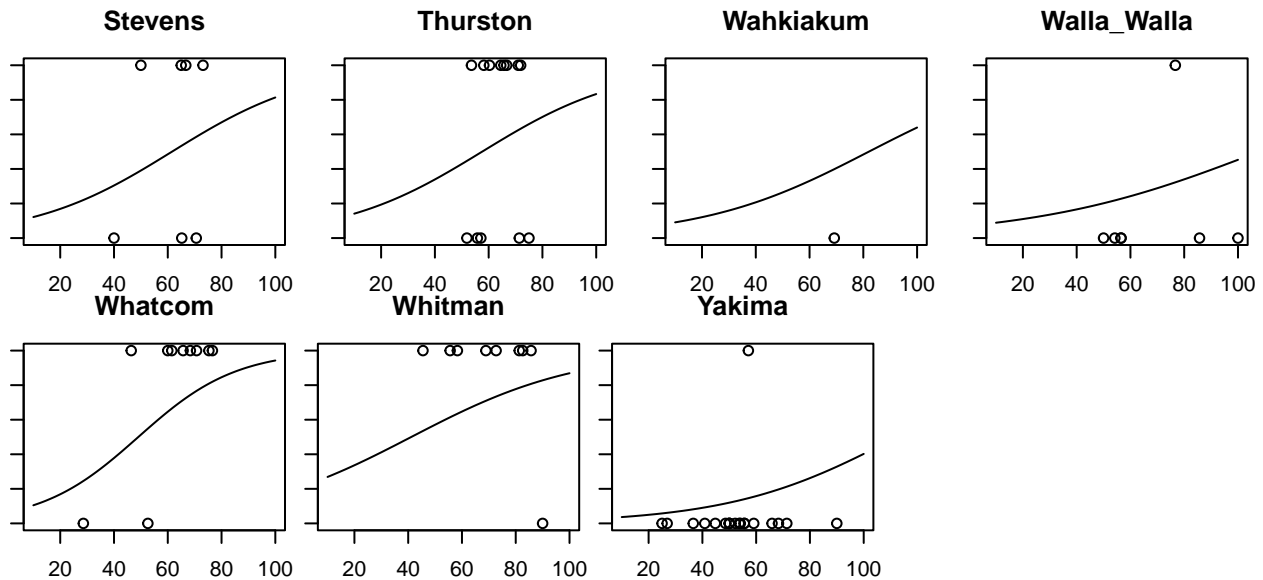 Stevens Thurston Wahkiakum Walla_Walla
20 40 60 80 100 20 40 60 80 100 20 40 60 80 100 20 40 60 80 100
Whatcom Whitman Yakima
20 40 60 80 100 20 40 60 80 100 20 40 60 80 100